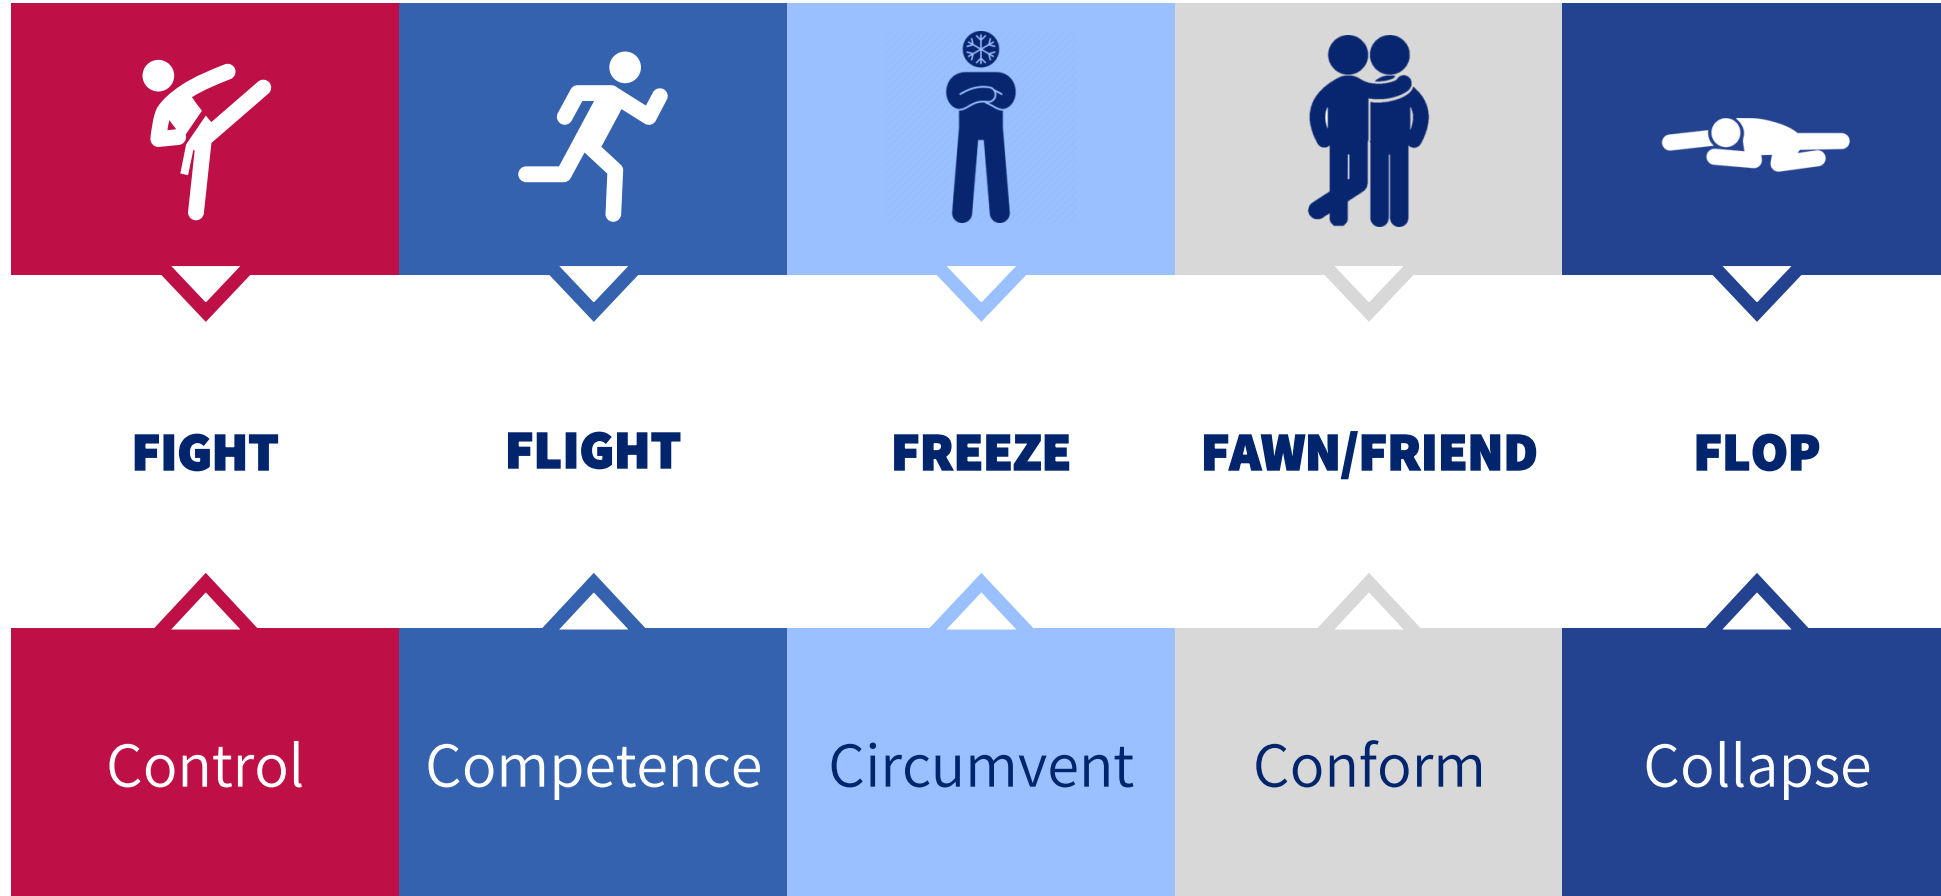 FIGHT
FLIGHT
FREEZE
FAWN/FRIEND
FLOP
Control
Competence
Circumvent
Conform
Collapse